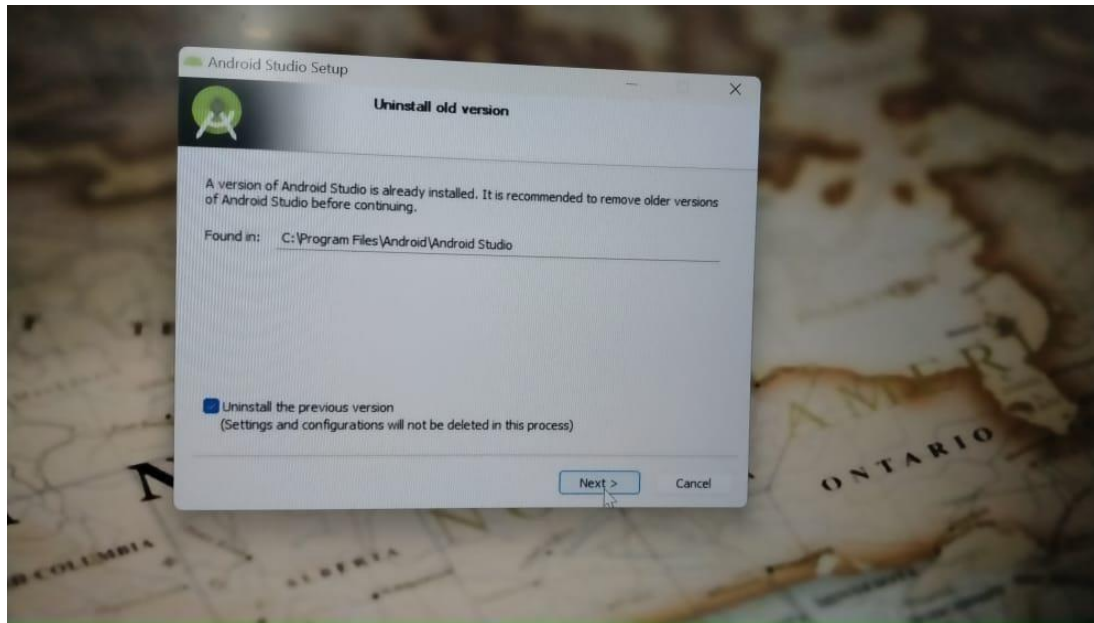 Android Studio Setup
Uninstall old version
A version of Android Studio is already installed. It is recommended to remove older versions
of Android Studio before continuing.
Found in: C:\Program Files\Android\Android Studio
Uninstall the previous version
(Settings and configurations will not be deleted in this process)
Next >
Cancel
ONTARIO
COLUMBIA
ALBERTA